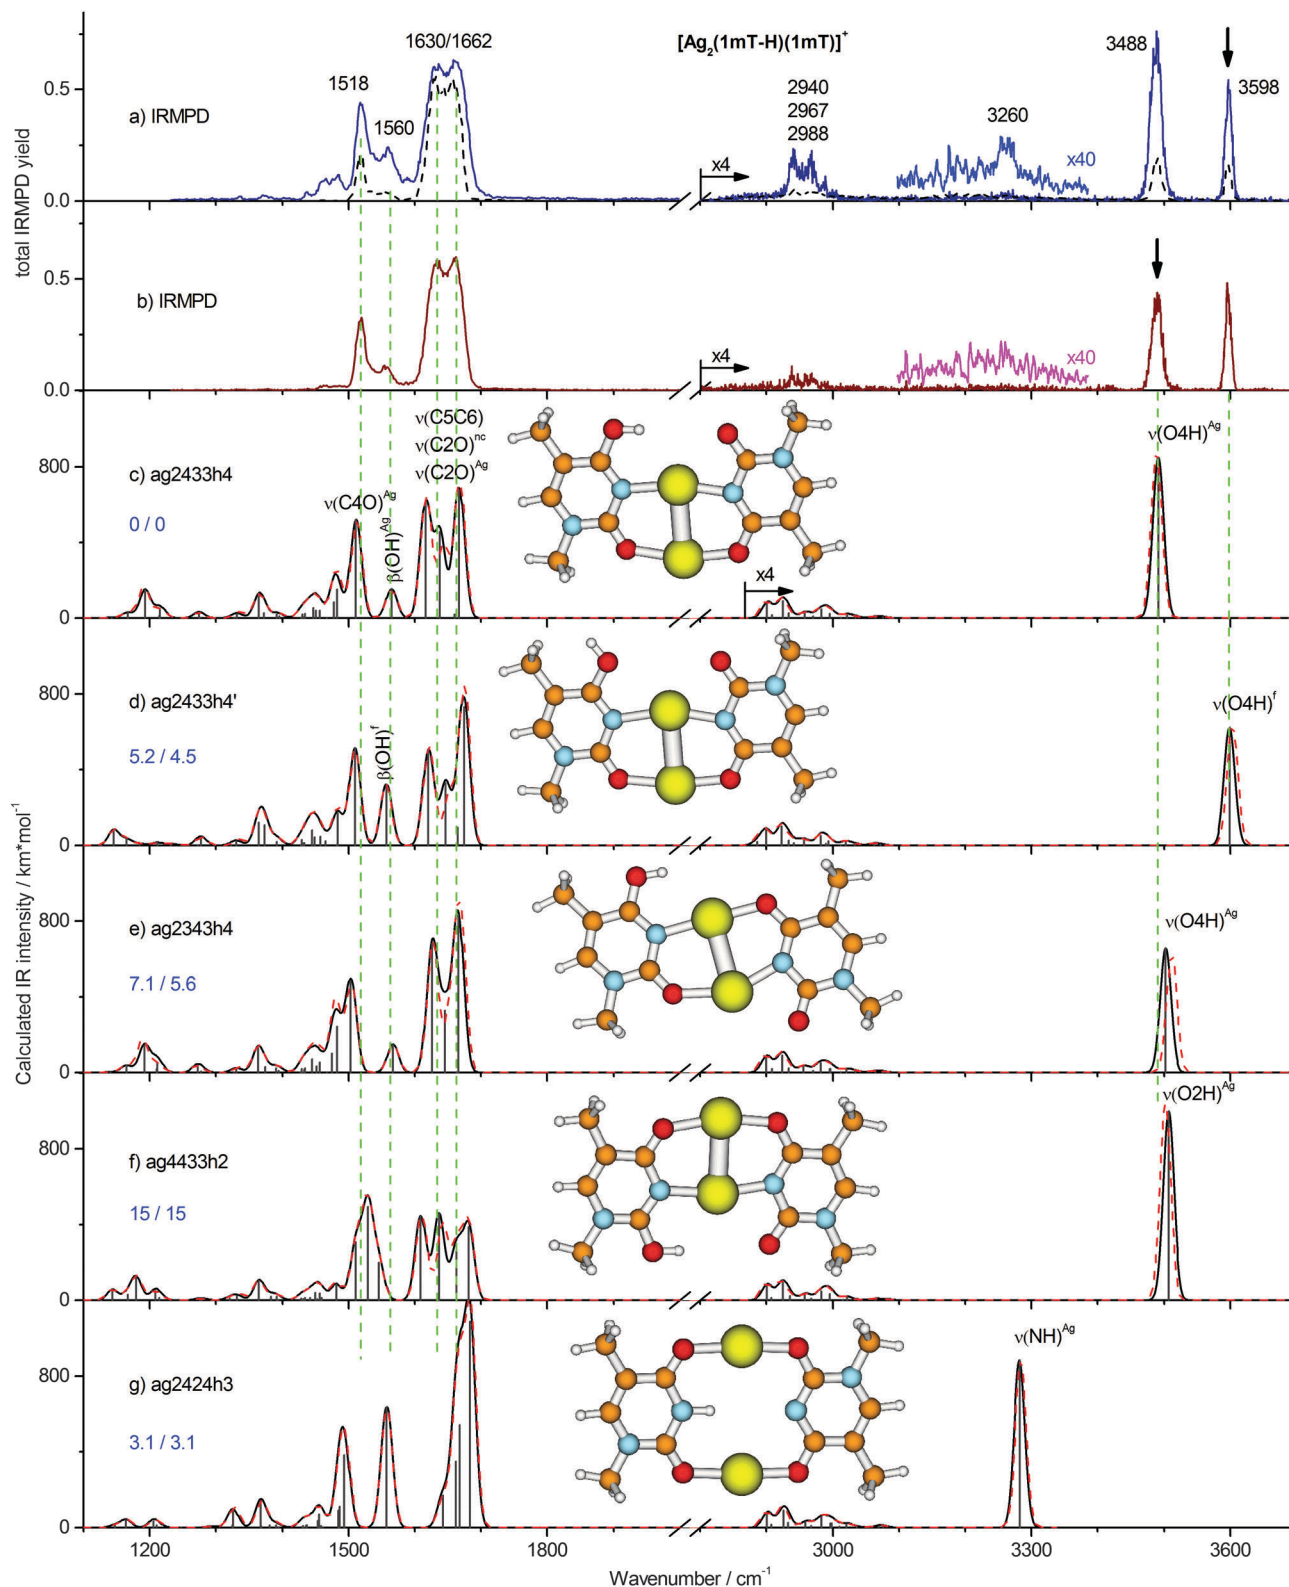 [Ag2(1mT-H)(1mT)]+
1630/1662
1518
1560
2940
2967
2988
3260
3488
3598
a) IRMPD
x4
x40
0.5
0.0
total IRMPD yield
b) IRMPD
x4
x40
0.5
0.0
ν(C5C6)
ν(C2O)nc
ν(C2O)Ag
ν(C4O)Ag
β(OH)Ag
ν(O4H)Ag
c) ag2433h4
0 / 0
x4
800
0
d) ag2433h4'
5.2 / 4.5
β(OH)f
ν(O4H)f
800
0
e) ag2343h4
7.1 / 5.6
ν(O4H)Ag
800
0
Calculated IR intensity / km*mol-1
f) ag4433h2
15 / 15
ν(O2H)Ag
800
0
g) ag2424h3
3.1 / 3.1
ν(NH)Ag
800
0
1200 1500 1800 3000 3300 3600
Wavenumber / cm-1